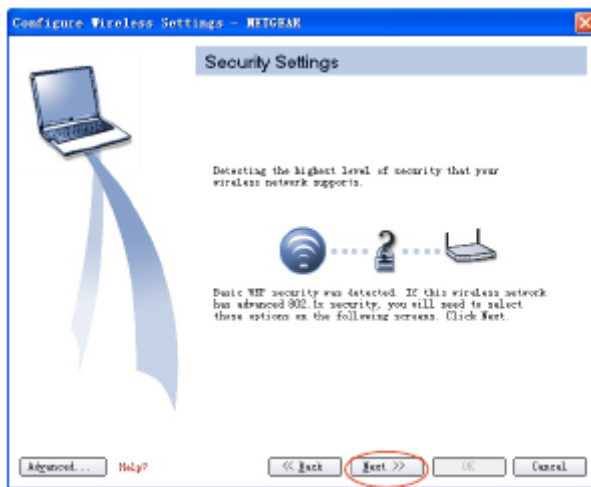 Configure Wireless Settings - NETGEAR
Security Settings
Detecting the highest level of security that your
wireless network supports.
?
Basic WEP security was detected. If this wireless network
has advanced 802.1x security, you will need to select
those options on the following screens. Click Next.
Advanced...
Help?
<< Back
Next >>
OK
Cancel